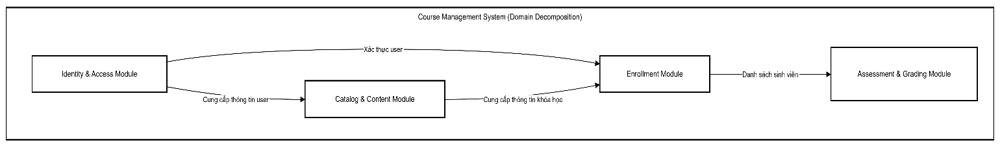 Course Management System (Domain Decomposition)
Xác thực user
Identity & Access Module
Enrollment Module
Danh sách sinh viên
Assessment & Grading Module
Cung cấp thông tin user
Catalog & Content Module
Cung cấp thông tin khóa học